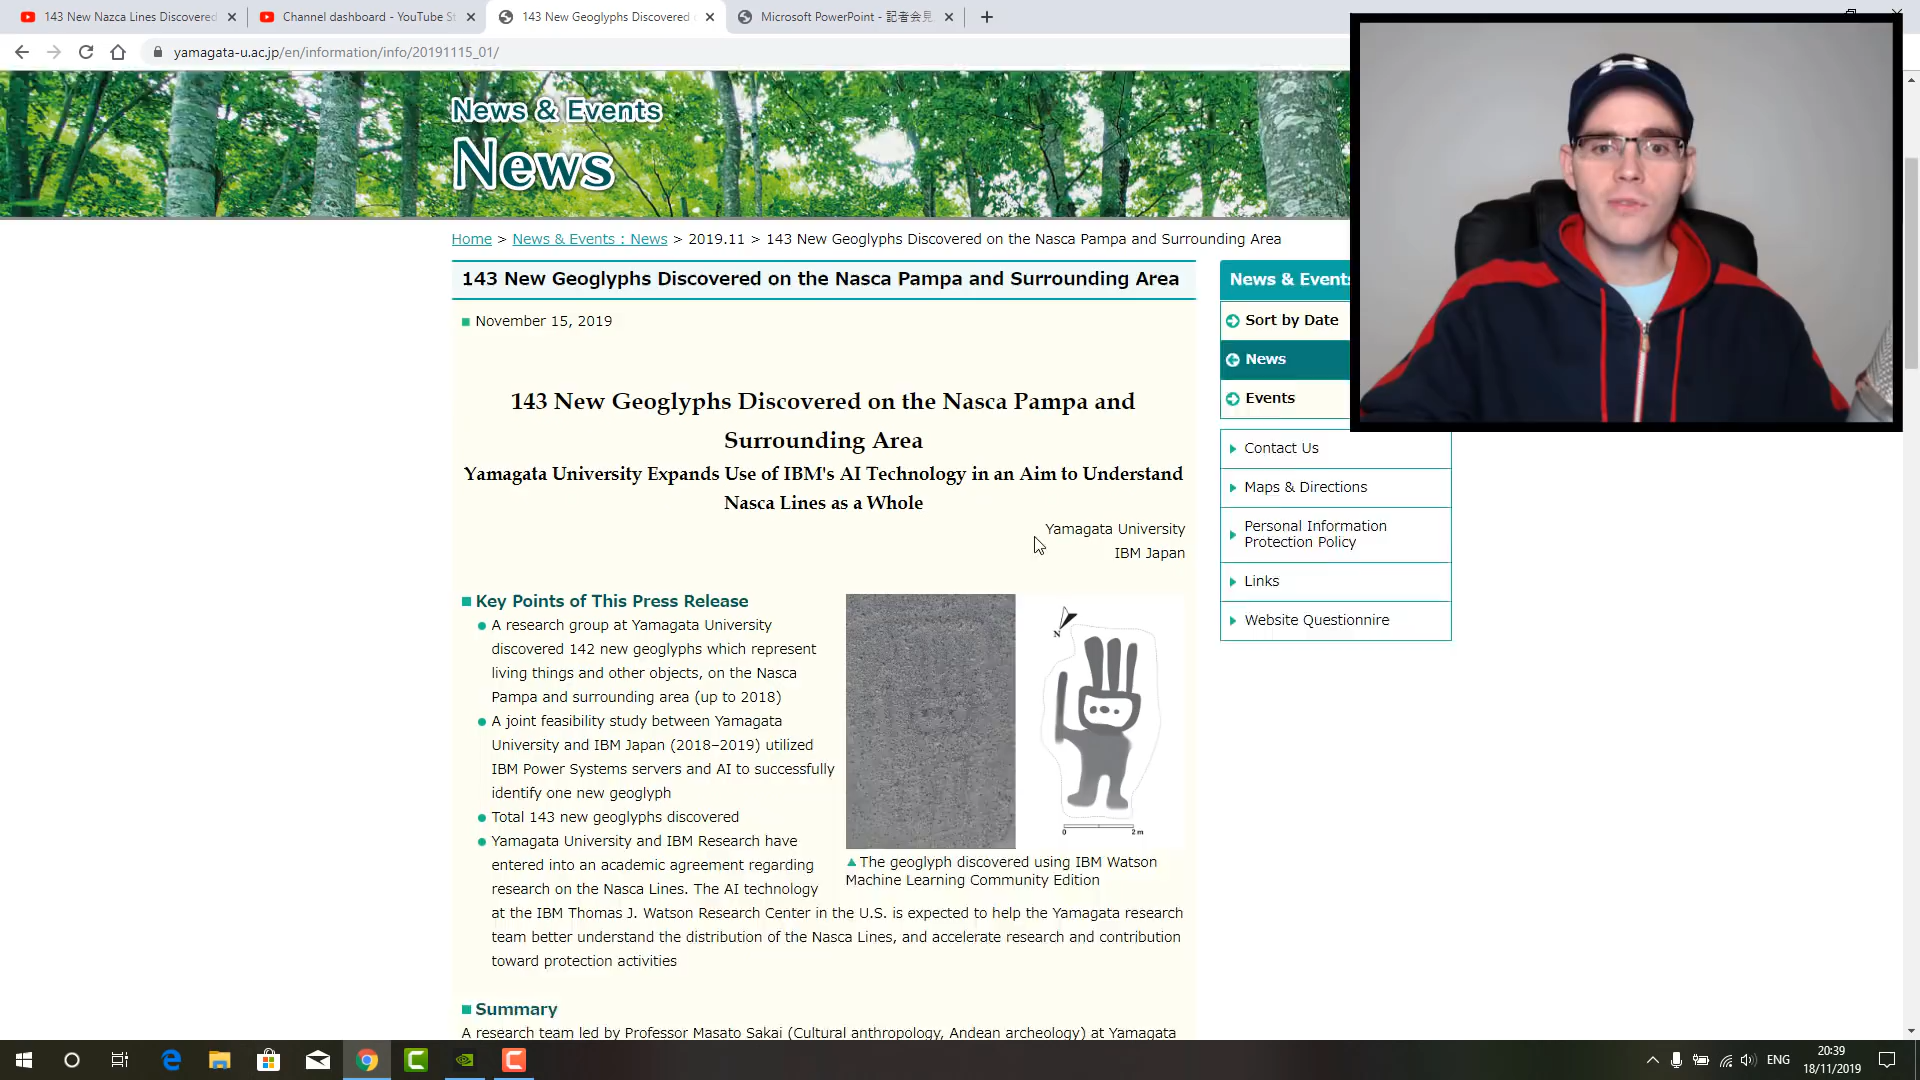 143 New Nazca Lines Discovered
Channel dashboard - YouTube St
143 New Geoglyphs Discovered
Microsoft PowerPoint - 記者会見
yamagata-u.ac.jp/en/information/info/20191115_01/
News & Events
News
Home > News & Events : News > 2019.11 > 143 New Geoglyphs Discovered on the Nasca Pampa and Surrounding Area
143 New Geoglyphs Discovered on the Nasca Pampa and Surrounding Area
November 15, 2019
143 New Geoglyphs Discovered on the Nasca Pampa and
Surrounding Area
Yamagata University Expands Use of IBM's AI Technology in an Aim to Understand
Nasca Lines as a Whole
Yamagata University
IBM Japan
Key Points of This Press Release
A research group at Yamagata University
discovered 142 new geoglyphs which represent
living things and other objects, on the Nasca
Pampa and surrounding area (up to 2018)
A joint feasibility study between Yamagata
University and IBM Japan (2018–2019) utilized
IBM Power Systems servers and AI to successfully
identify one new geoglyph
Total 143 new geoglyphs discovered
Yamagata University and IBM Research have
entered into an academic agreement regarding
research on the Nasca Lines. The AI technology
at the IBM Thomas J. Watson Research Center in the U.S. is expected to help the Yamagata research
team better understand the distribution of the Nasca Lines, and accelerate research and contribution
toward protection activities
N
0 2 m
The geoglyph discovered using IBM Watson
Machine Learning Community Edition
Summary
A research team led by Professor Masato Sakai (Cultural anthropology, Andean archeology) at Yamagata
News & Events
Sort by Date
News
Events
Contact Us
Maps & Directions
Personal Information
Protection Policy
Links
Website Questionnire
ENG
20:39
18/11/2019